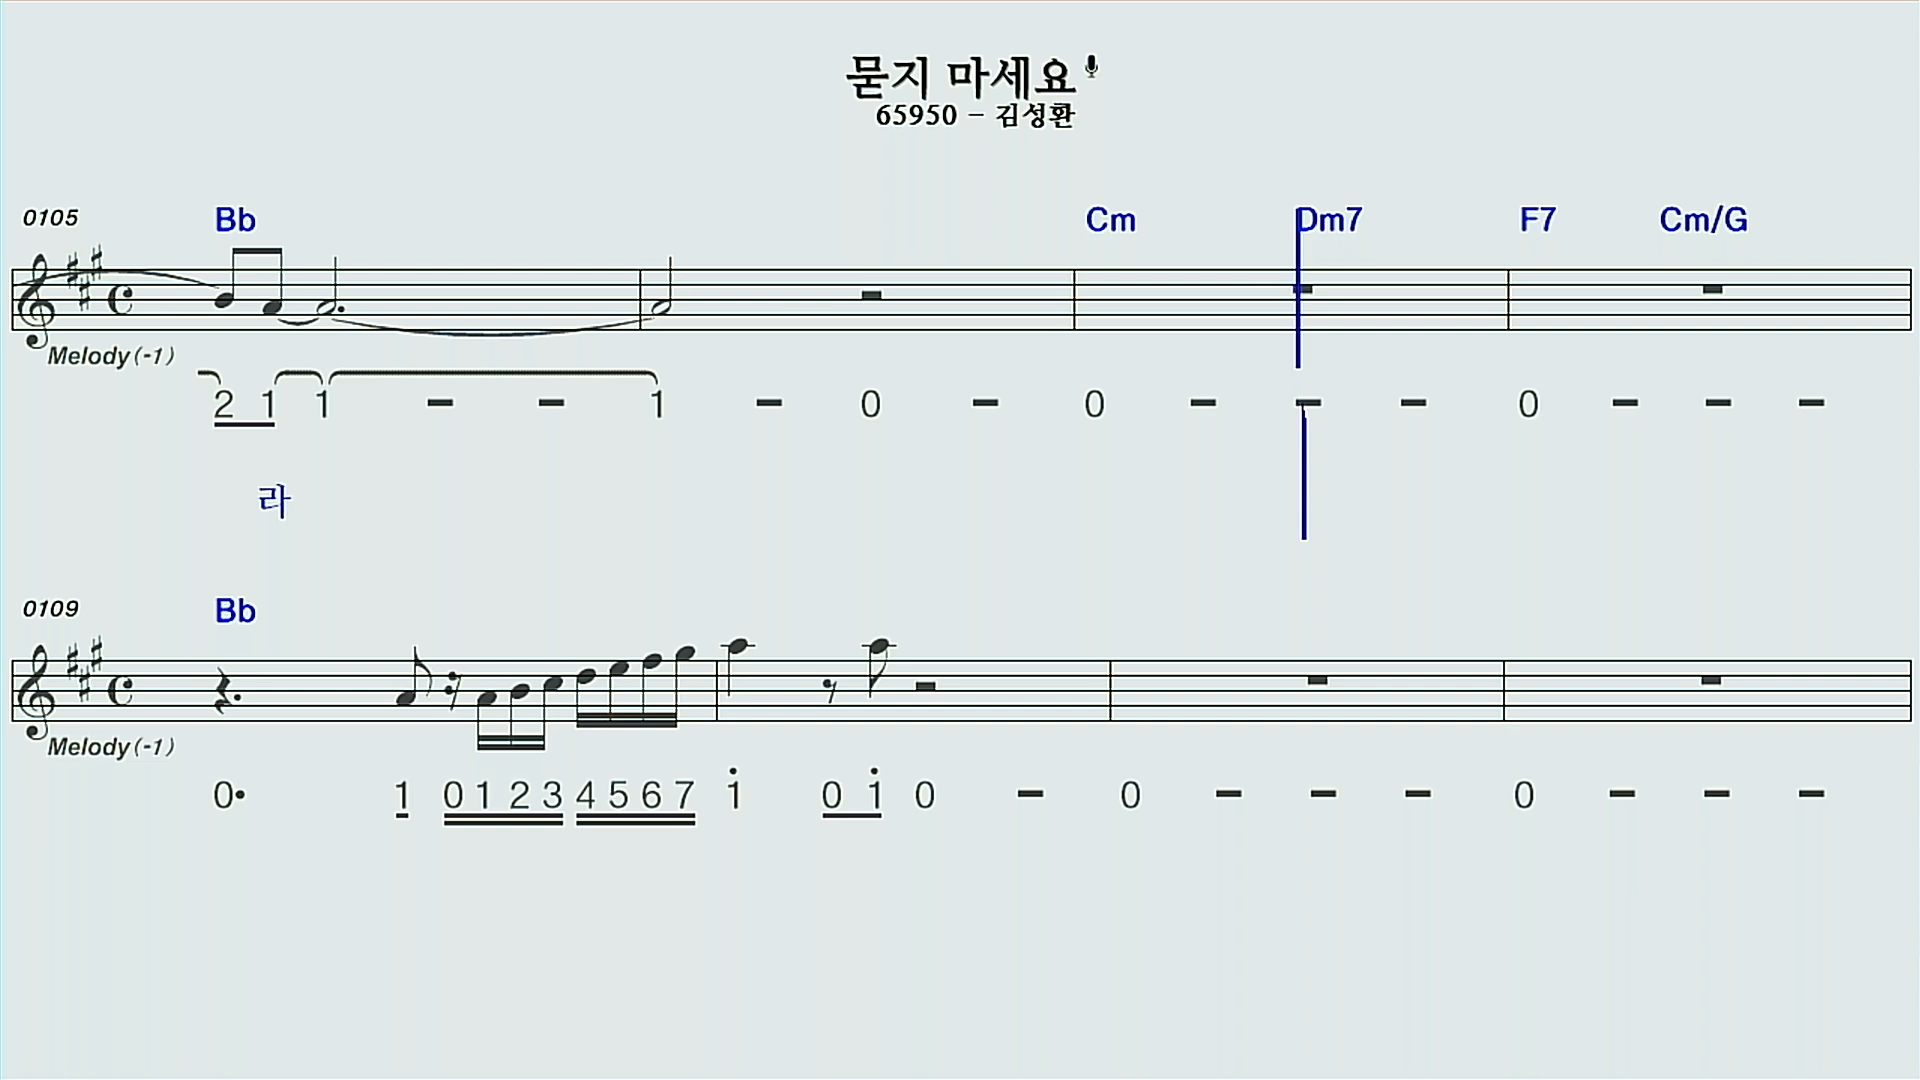 묻지 마세요
65950 - 김성환
0105 Bb Cm Dm7 F7 Cm/G
Melody(-1)
2 1 1 - - 1 - 0 - 0 - - - 0 - - -
라
0109 Bb
Melody(-1)
0• 1 0 1 2 3 4 5 6 7 1 0 1 0 - 0 - - - 0 - - -